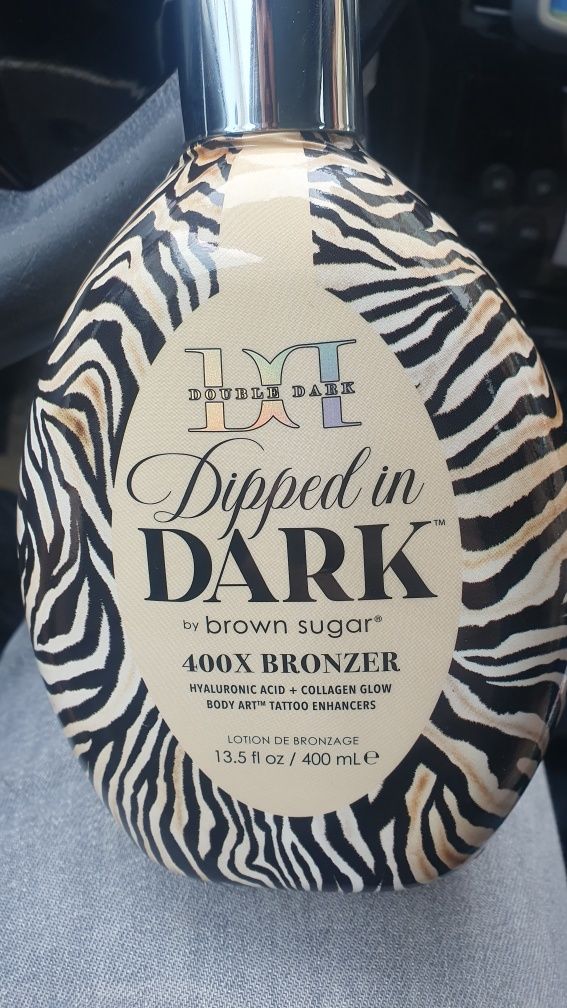 DOUBLE DARK
Dipped in
DARK™
by brown sugar®
400X BRONZER
HYALURONIC ACID + COLLAGEN GLOW
BODY ART™ TATTOO ENHANCERS
LOTION DE BRONZAGE
13.5 fl oz / 400 mL ℮